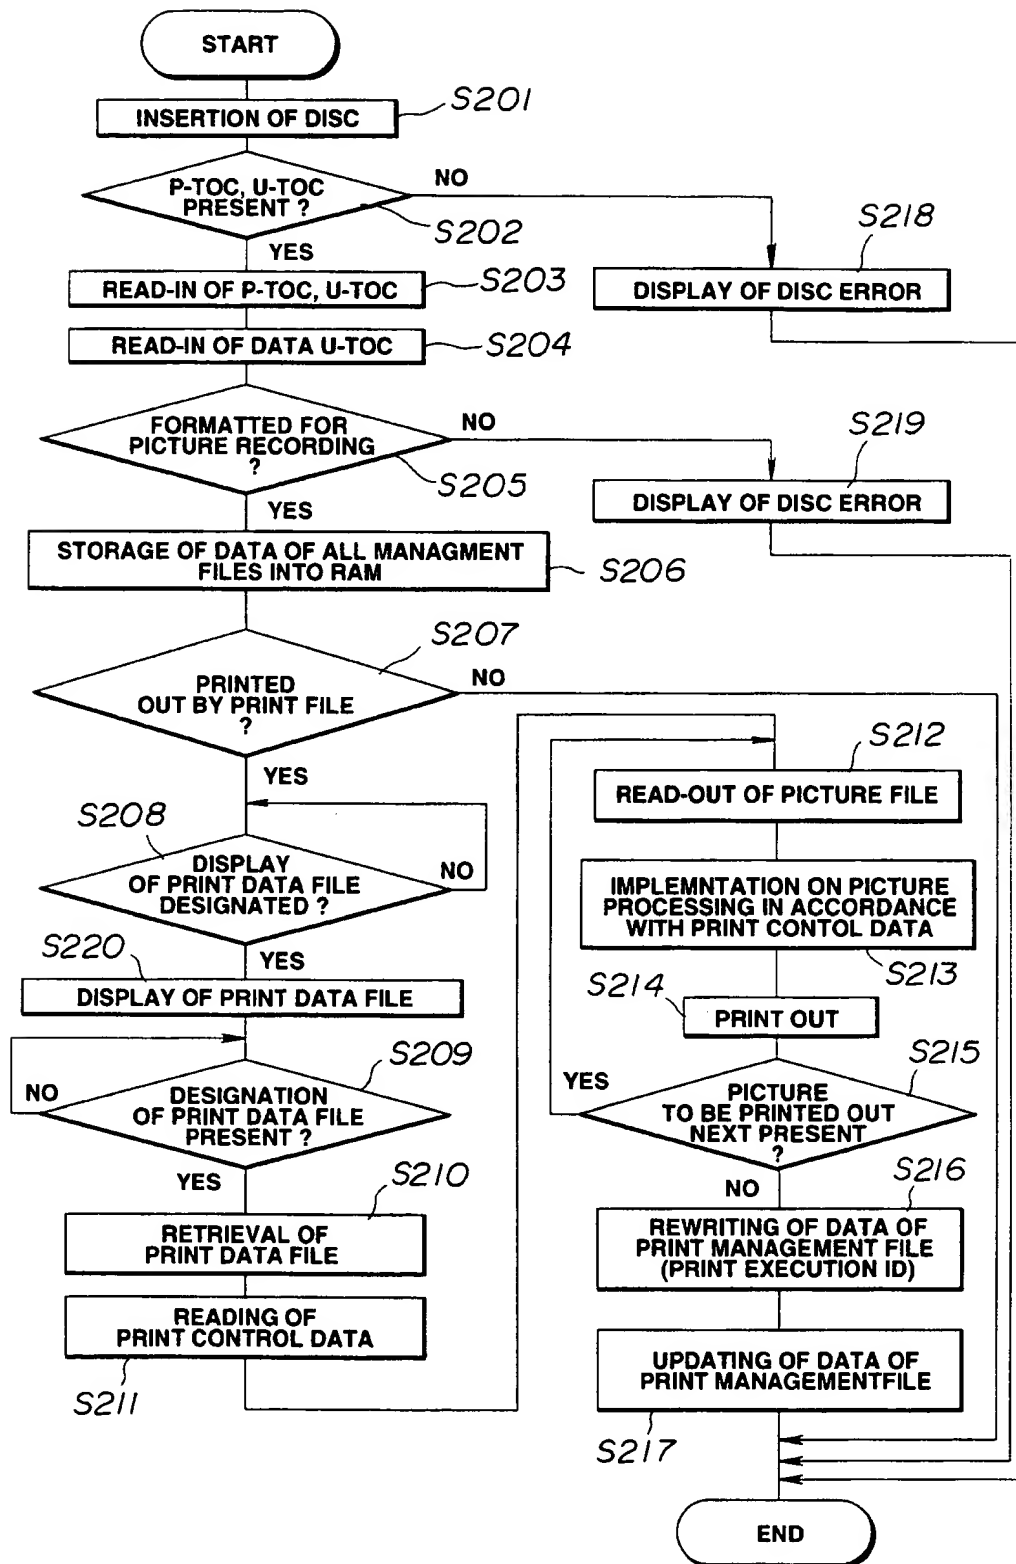 START
S201
INSERTION OF DISC
P-TOC, U-TOC
PRESENT ?
NO
S202
YES
S218
READ-IN OF P-TOC, U-TOC
S203
DISPLAY OF DISC ERROR
READ-IN OF DATA U-TOC
S204
FORMATTED FOR
PICTURE RECORDING
?
NO
S205
YES
S219
DISPLAY OF DISC ERROR
STORAGE OF DATA OF ALL MANAGMENT
FILES INTO RAM
S206
S207
PRINTED
OUT BY PRINT FILE
?
NO
YES
S208
DISPLAY
OF PRINT DATA FILE
DESIGNATED ?
NO
YES
S220
DISPLAY OF PRINT DATA FILE
S209
NO
DESIGNATION
OF PRINT DATA FILE
PRESENT ?
YES
S210
RETRIEVAL OF
PRINT DATA FILE
READING OF
PRINT CONTROL DATA
S211
S212
READ-OUT OF PICTURE FILE
IMPLEMNTATION ON PICTURE
PROCESSING IN ACCORDANCE
WITH PRINT CONTOL DATA
S213
S214
PRINT OUT
S215
YES
PICTURE
TO BE PRINTED OUT
NEXT PRESENT
?
NO
S216
REWRITING OF DATA OF
PRINT MANAGEMENT FILE
(PRINT EXECUTION ID)
UPDATING OF DATA OF
PRINT MANAGEMENTFILE
S217
END